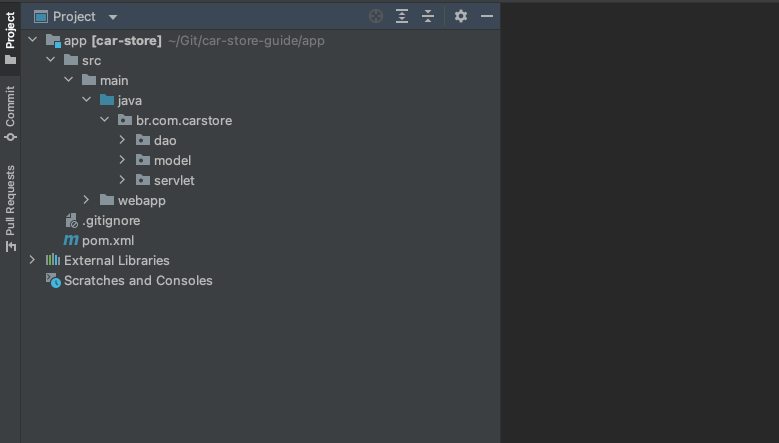 Project
Project
Commit
Pull Requests
app [car-store] ~/Git/car-store-guide/app
src
main
java
br.com.carstore
dao
model
servlet
webapp
.gitignore
m pom.xml
External Libraries
Scratches and Consoles